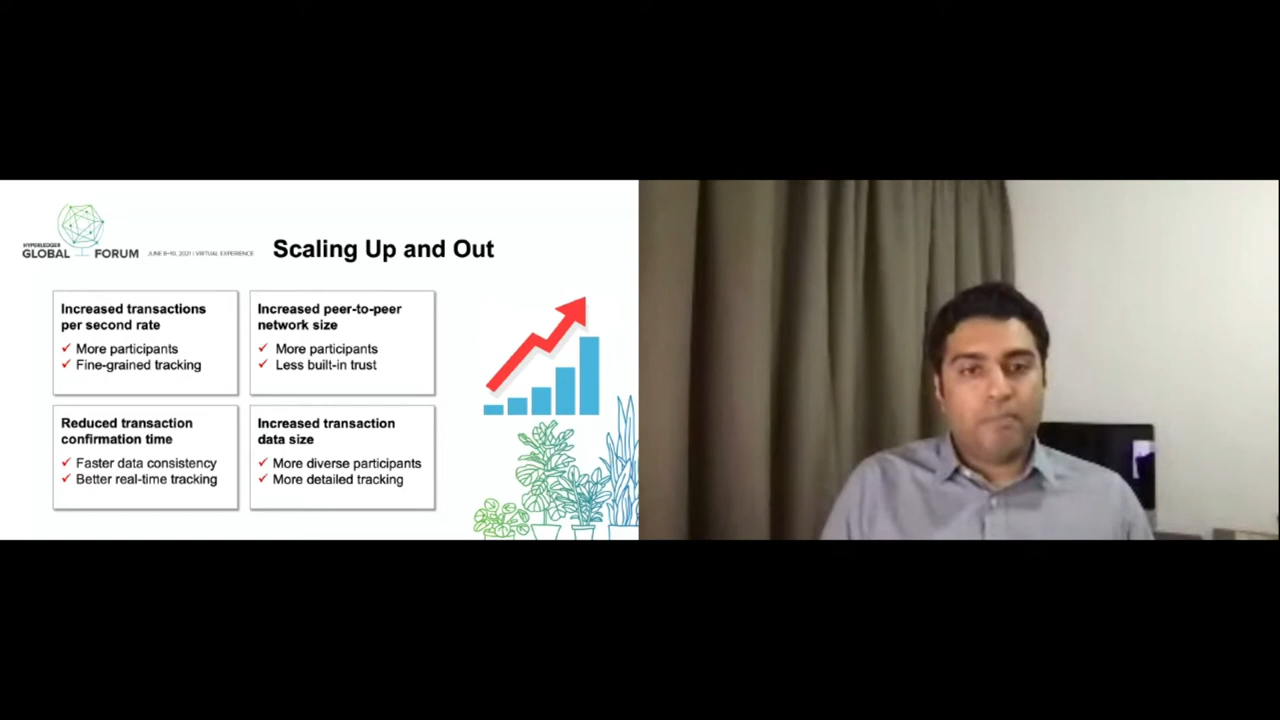 HYPERLEDGER
GLOBAL FORUM
JUNE 8–10, 2021 | VIRTUAL EXPERIENCE
Scaling Up and Out
Increased transactions
per second rate
✓ More participants
✓ Fine-grained tracking
Increased peer-to-peer
network size
✓ More participants
✓ Less built-in trust
Reduced transaction
confirmation time
✓ Faster data consistency
✓ Better real-time tracking
Increased transaction
data size
✓ More diverse participants
✓ More detailed tracking